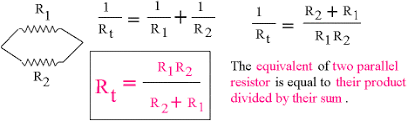 R1
R2
1/Rt = 1/R1 + 1/R2
1/Rt = R2 + R1 / R1R2
Rt = R1R2 / R2 + R1
The equivalent of two parallel
resistor is equal to their product
divided by their sum .